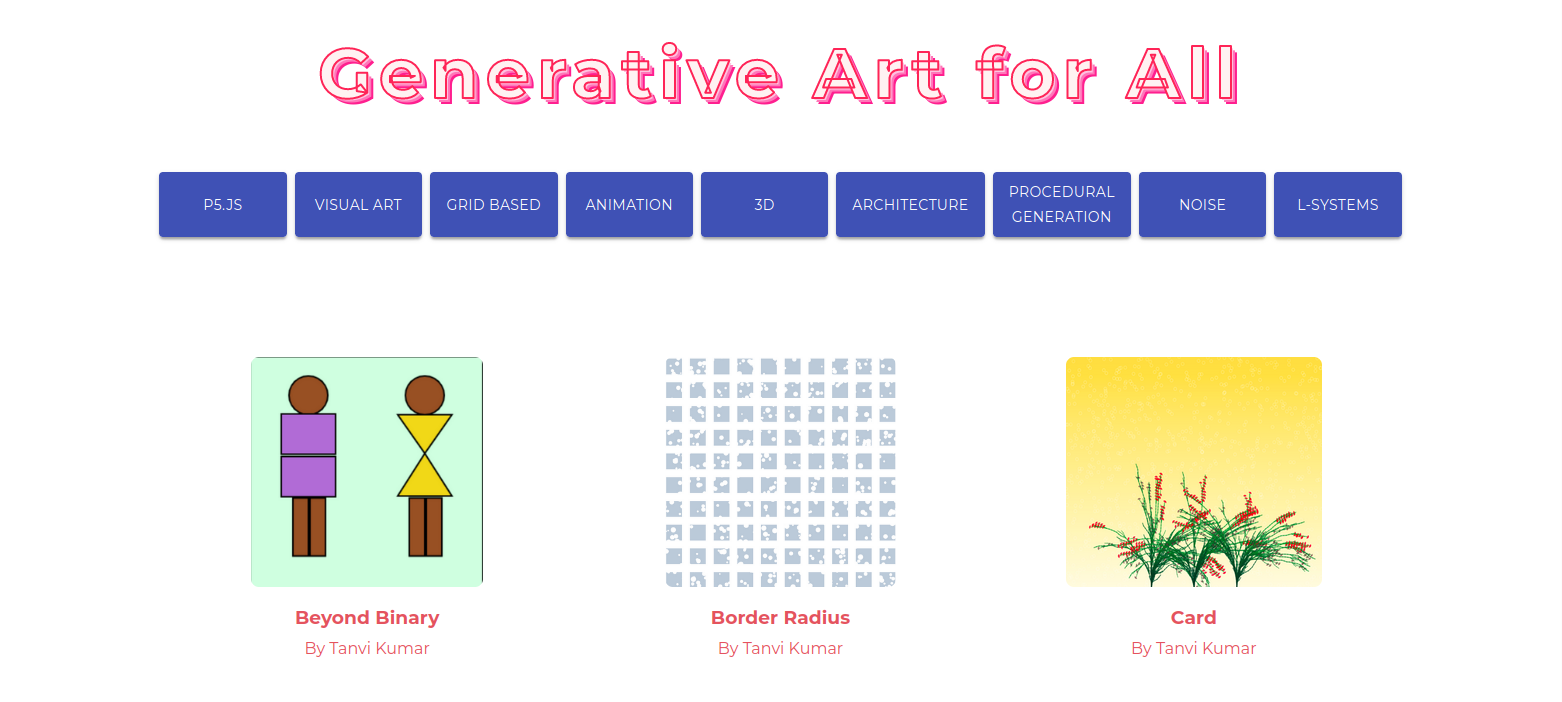 Generative Art for All
P5.JS
VISUAL ART
GRID BASED
ANIMATION
3D
ARCHITECTURE
PROCEDURAL
GENERATION
NOISE
L-SYSTEMS
Beyond Binary
By Tanvi Kumar
Border Radius
By Tanvi Kumar
Card
By Tanvi Kumar